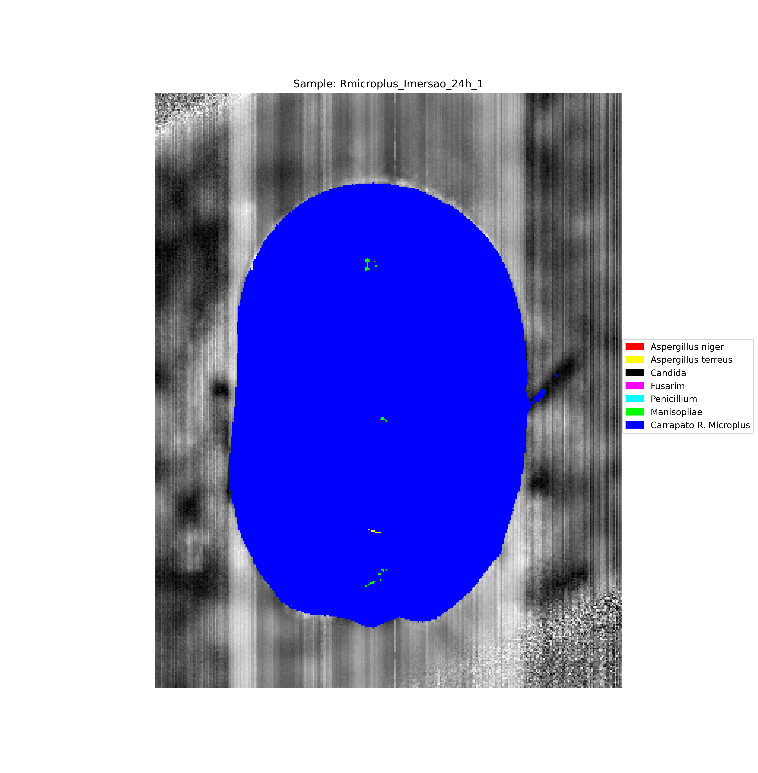 Sample: Rmicroplus_Imersao_24h_1
Aspergillus niger
Aspergillus terreus
Candida
Fusarim
Penicillium
Manisopliae
Carrapato R. Microplus